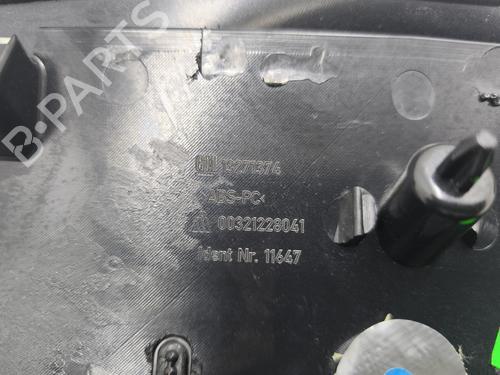 GM 13271374
>ABS-PC<
00321228041
Ident Nr. 11647
B-PARTS